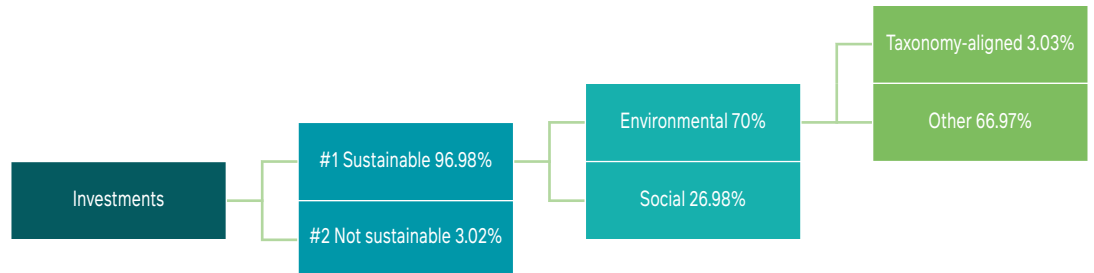 Investments
#1 Sustainable 96.98%
#2 Not sustainable 3.02%
Environmental 70%
Social 26.98%
Taxonomy-aligned 3.03%
Other 66.97%